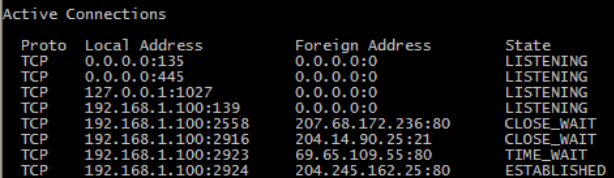 Active Connections
Proto Local Address Foreign Address State
TCP 0.0.0.0:135 0.0.0.0:0 LISTENING
TCP 0.0.0.0:445 0.0.0.0:0 LISTENING
TCP 127.0.0.1:1027 0.0.0.0:0 LISTENING
TCP 192.168.1.100:139 0.0.0.0:0 LISTENING
TCP 192.168.1.100:2558 207.68.172.236:80 CLOSE_WAIT
TCP 192.168.1.100:2916 204.14.90.25:21 CLOSE_WAIT
TCP 192.168.1.100:2923 69.65.109.55:80 TIME_WAIT
TCP 192.168.1.100:2924 204.245.162.25:80 ESTABLISHED